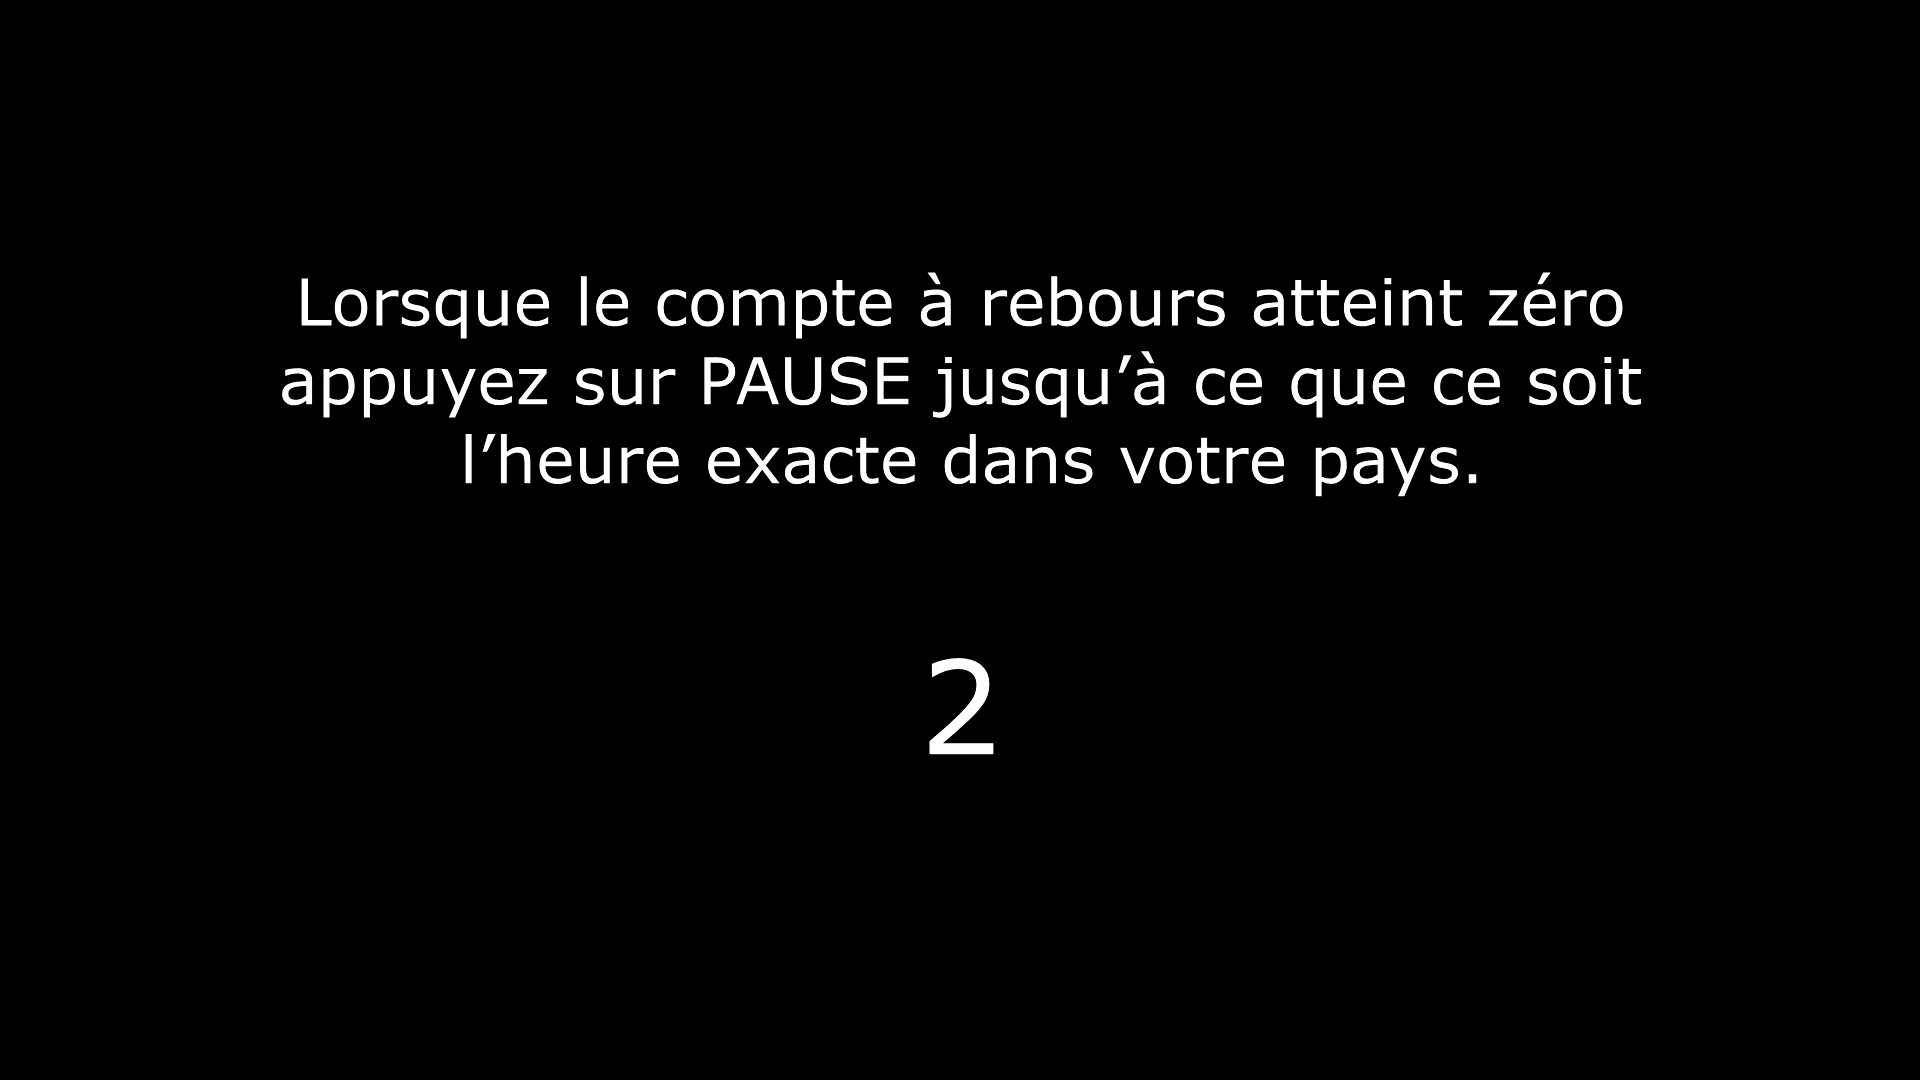 Lorsque le compte à rebours atteint zéro
appuyez sur PAUSE jusqu’à ce que ce soit
l’heure exacte dans votre pays.
2